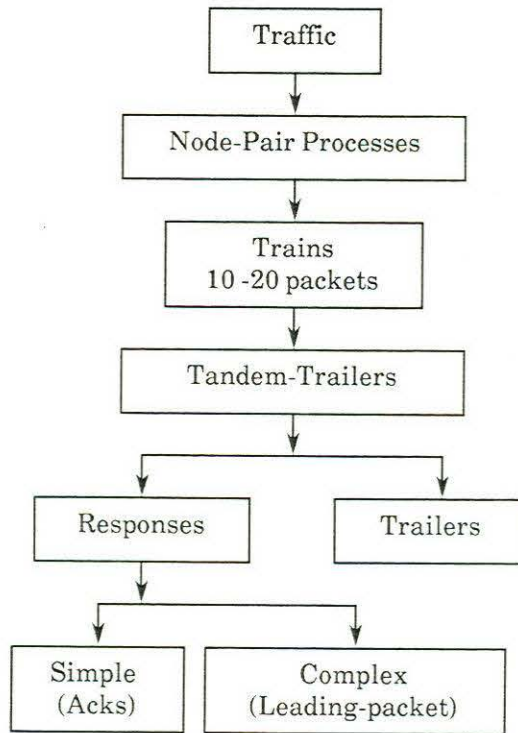 Traffic
Node-Pair Processes
Trains
10 -20 packets
Tandem-Trailers
Responses
Trailers
Simple
(Acks)
Complex
(Leading-packet)